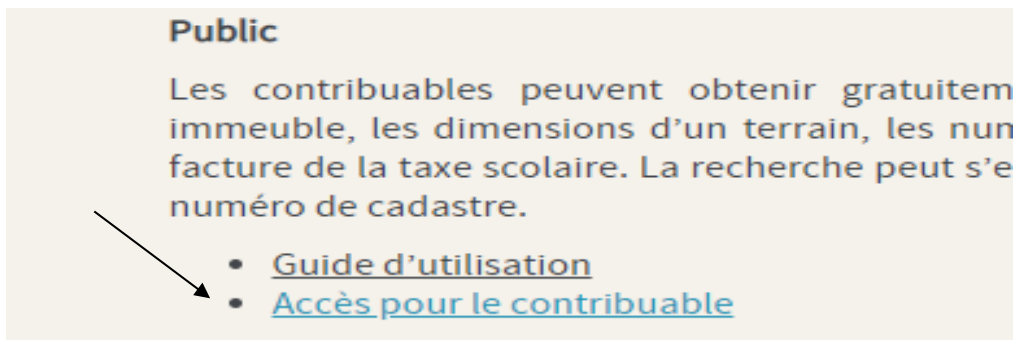 Public
Les contribuables peuvent obtenir gratuitem
immeuble, les dimensions d’un terrain, les
facture de la taxe scolaire. La recherche peut s’e
numéro de cadastre.
• Guide d’utilisation
• Accès pour le contribuable